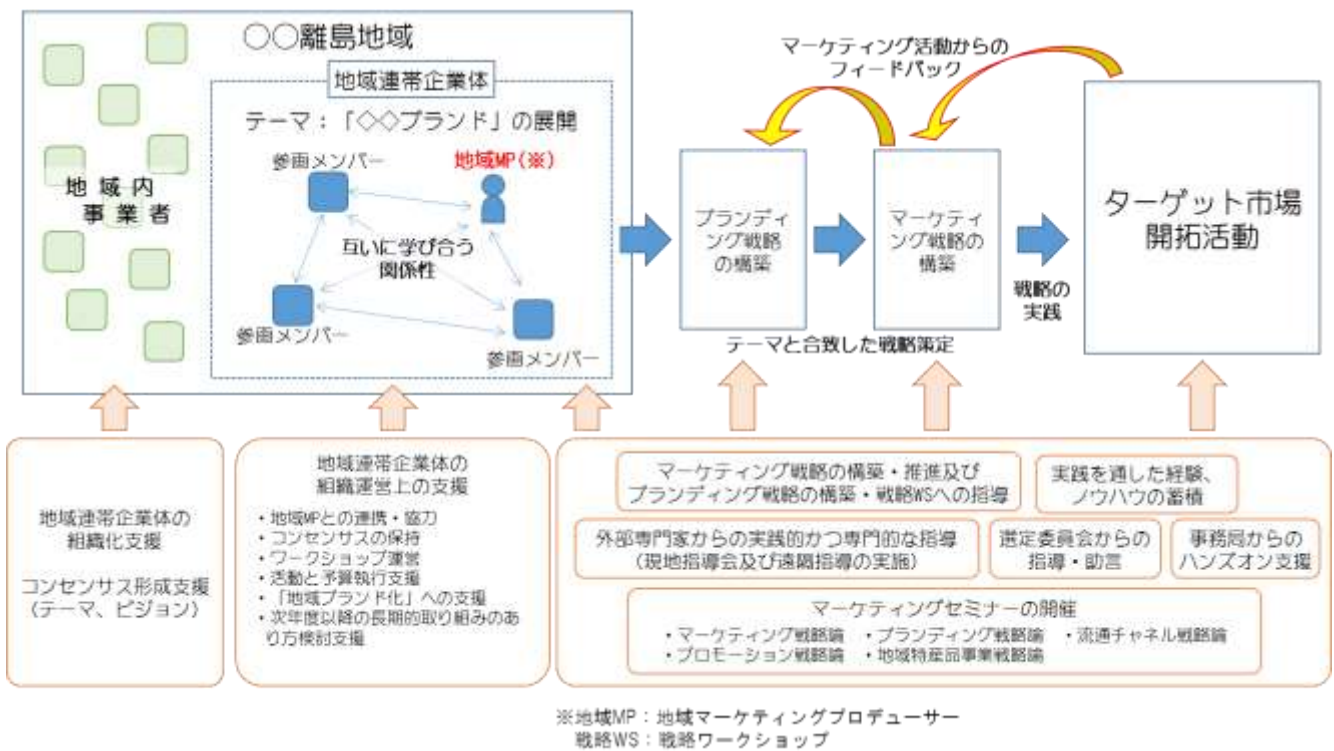 ○○離島地域
地域連帯企業体
テーマ：「◇◇ブランド」の展開
参画メンバー
地域MP(※)
地域内
事業者
互いに学び合う
関係性
参画メンバー
参画メンバー
マーケティング活動からの
フィードバック
ブランディ
ング戦略
の構築
マーケティ
ング戦略の
構築
戦略の
実践
ターゲット市場
開拓活動
テーマと合致した戦略策定
地域連帯企業体の
組織化支援
コンセンサス形成支援
(テーマ、ビジョン)
地域連帯企業体の
組織運営上の支援
・地域MPとの連携・協力
・コンセンサスの保持
・ワークショップ運営
・活動と予算執行支援
・「地域ブランド化」への支援
・次年度以降の長期的取り組みのあ
り方検討支援
マーケティング戦略の構築・推進及び
ブランディング戦略の構築・戦略WSへの指導
実践を通した経験、
ノウハウの蓄積
外部専門家からの実践的かつ専門的な指導
(現地指導会及び遠隔指導の実施)
選定委員会からの
指導・助言
事務局からの
ハンズオン支援
マーケティングセミナーの開催
・マーケティング戦略論 ・ブランディング戦略論 ・流通チャネル戦略論
・プロモーション戦略論 ・地域特産品事業戦略論
※地域MP：地域マーケティングプロデューサー
戦略WS：戦略ワークショップ